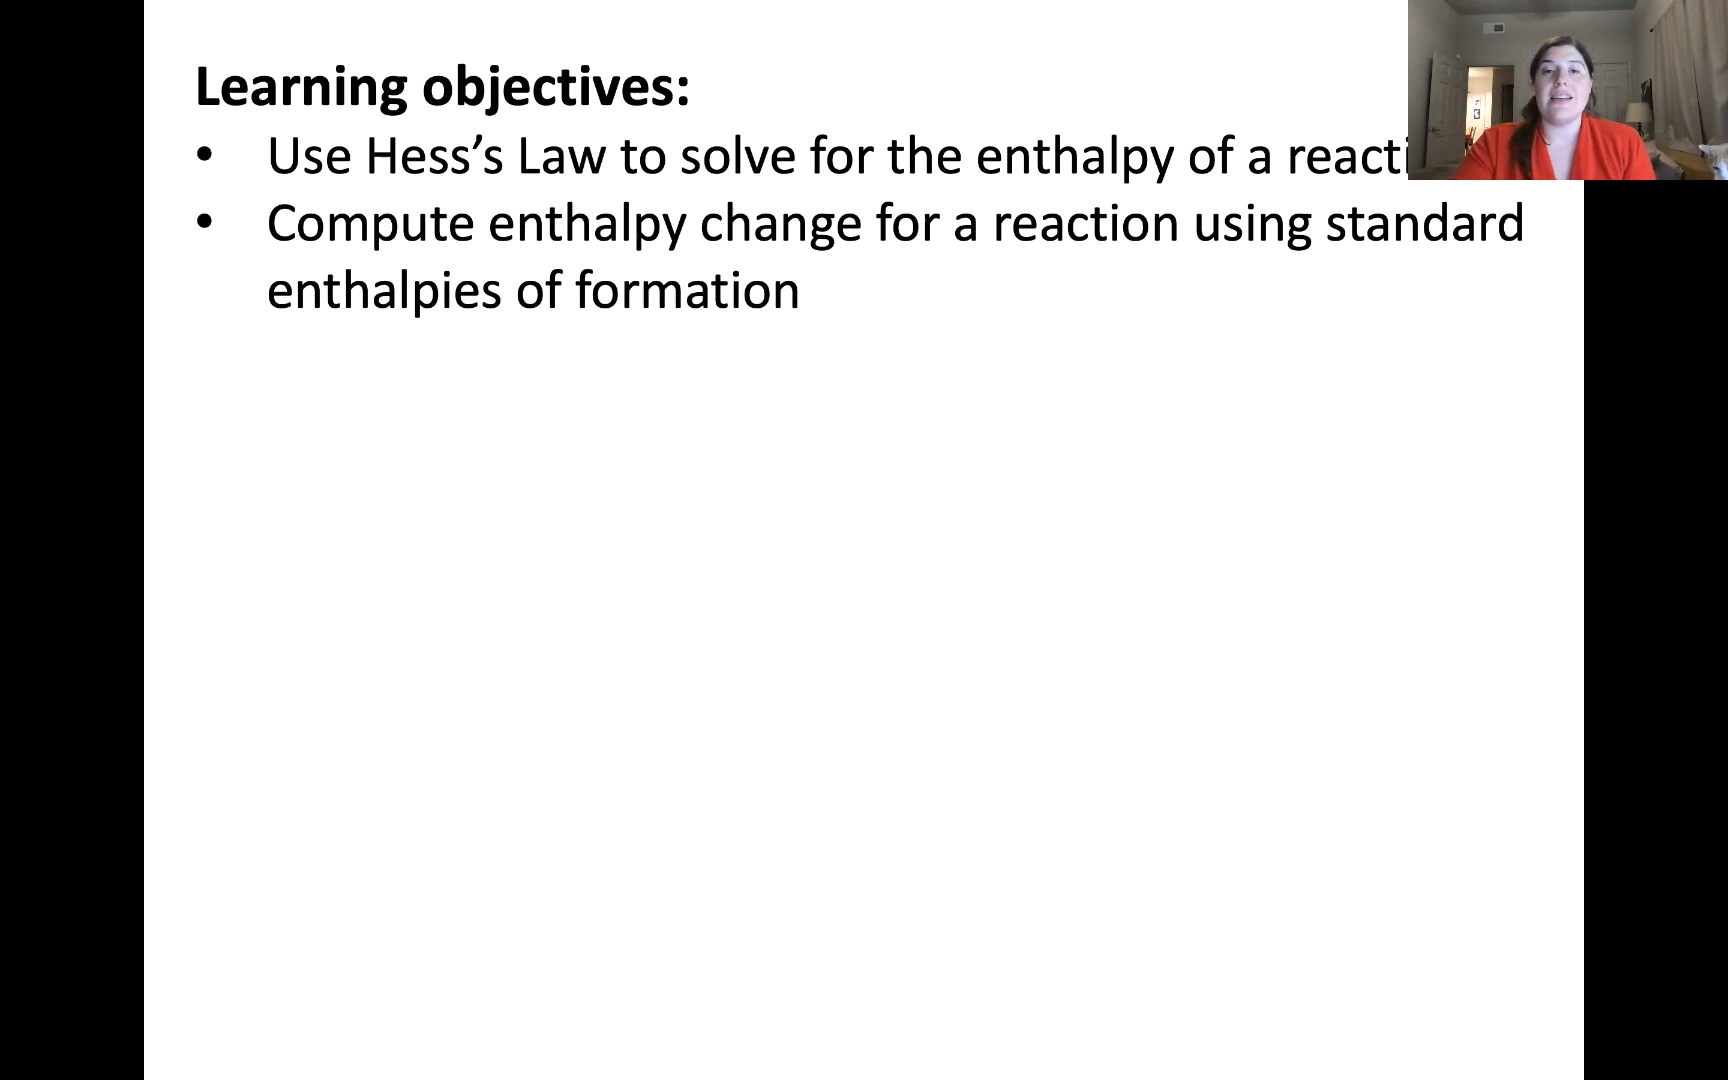 Learning objectives:
• Use Hess’s Law to solve for the enthalpy of a reacti
• Compute enthalpy change for a reaction using standard
enthalpies of formation